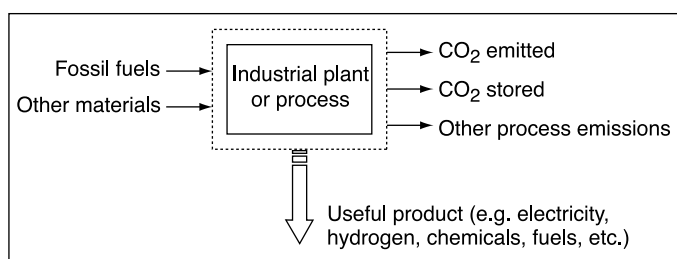 Fossil fuels
Other materials
Industrial plant
or process
CO₂ emitted
CO₂ stored
Other process emissions
Useful product (e.g. electricity,
hydrogen, chemicals, fuels, etc.)